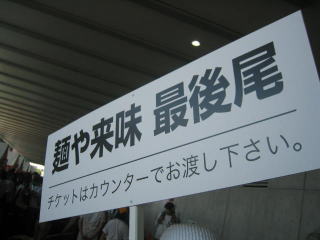 麺や来味 最後尾
チケットはカウンターでお渡し下さい。